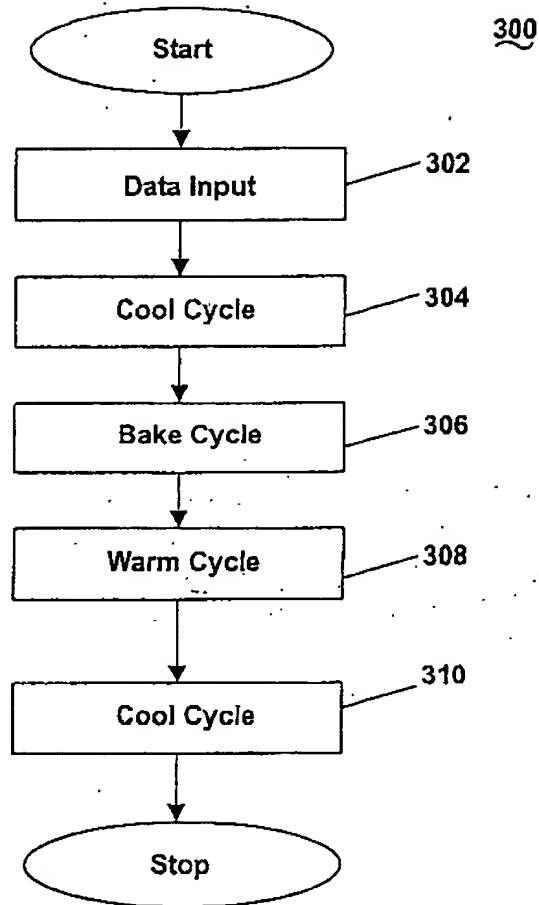 Start
300
Data Input
302
Cool Cycle
304
Bake Cycle
306
Warm Cycle
308
Cool Cycle
310
Stop